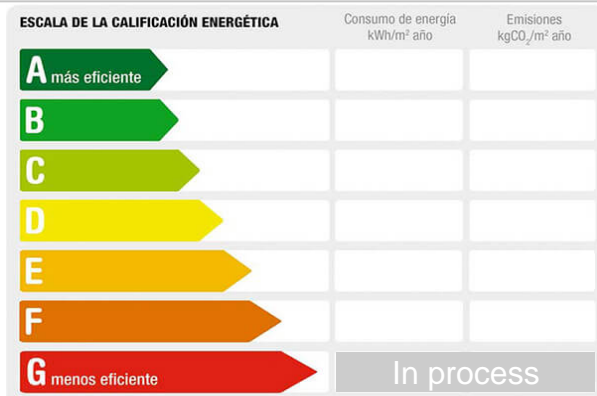 ESCALA DE LA CALIFICACIÓN ENERGÉTICA
Consumo de energía
kWh/m² año
Emisiones
kgCO₂/m² año
A más eficiente
B
C
D
E
F
G menos eficiente
In process